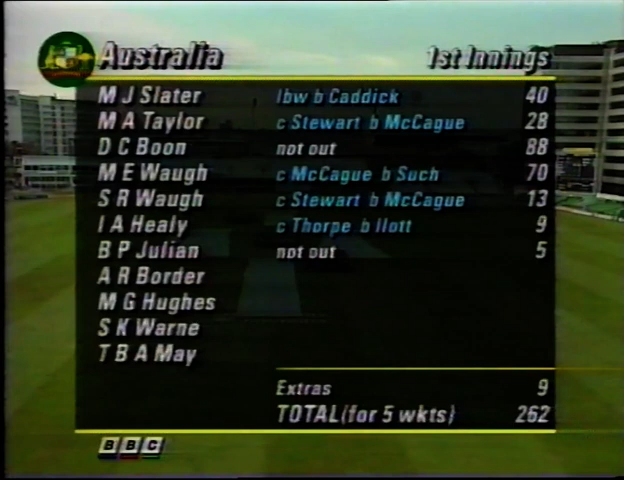 Australia 1st Innings
M J Slater lbw b Caddick 40
M A Taylor c Stewart b McCague 28
D C Boon not out 88
M E Waugh c McCague b Such 70
S R Waugh c Stewart b McCague 13
I A Healy c Thorpe b Ilott 9
B P Julian not out 5
A R Border
M G Hughes
S K Warne
T B A May
Extras 9
TOTAL (for 5 wkts) 262
BBC